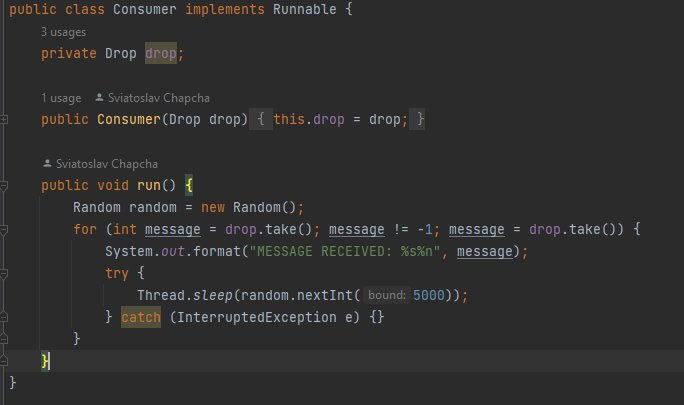 public class Consumer implements Runnable {
3 usages
private Drop drop;
1 usage Sviatoslav Chapcha
public Consumer(Drop drop) { this.drop = drop; }
Sviatoslav Chapcha
public void run() {
Random random = new Random();
for (int message = drop.take(); message != -1; message = drop.take()) {
System.out.format("MESSAGE RECEIVED: %s%n", message);
try {
Thread.sleep(random.nextInt( bound: 5000));
} catch (InterruptedException e) {}
}
}
}